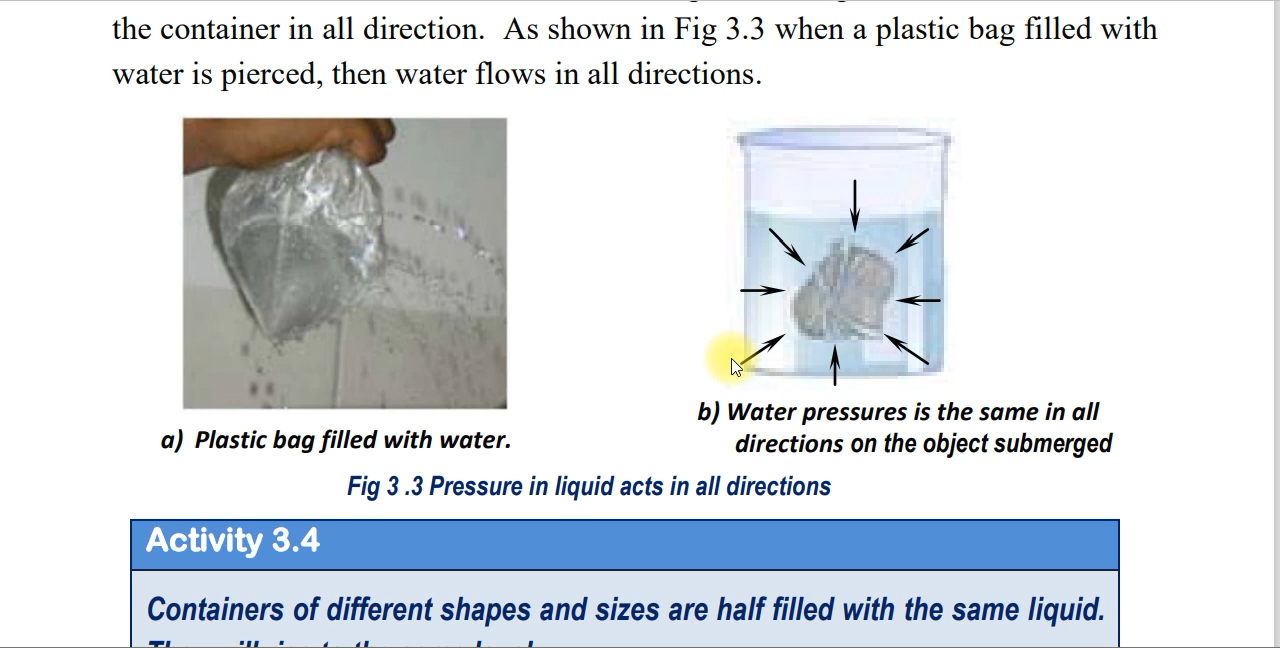 the container in all direction. As shown in Fig 3.3 when a plastic bag filled with
water is pierced, then water flows in all directions.
a) Plastic bag filled with water.
b) Water pressures is the same in all
directions on the object submerged
Fig 3 .3 Pressure in liquid acts in all directions
Activity 3.4
Containers of different shapes and sizes are half filled with the same liquid.